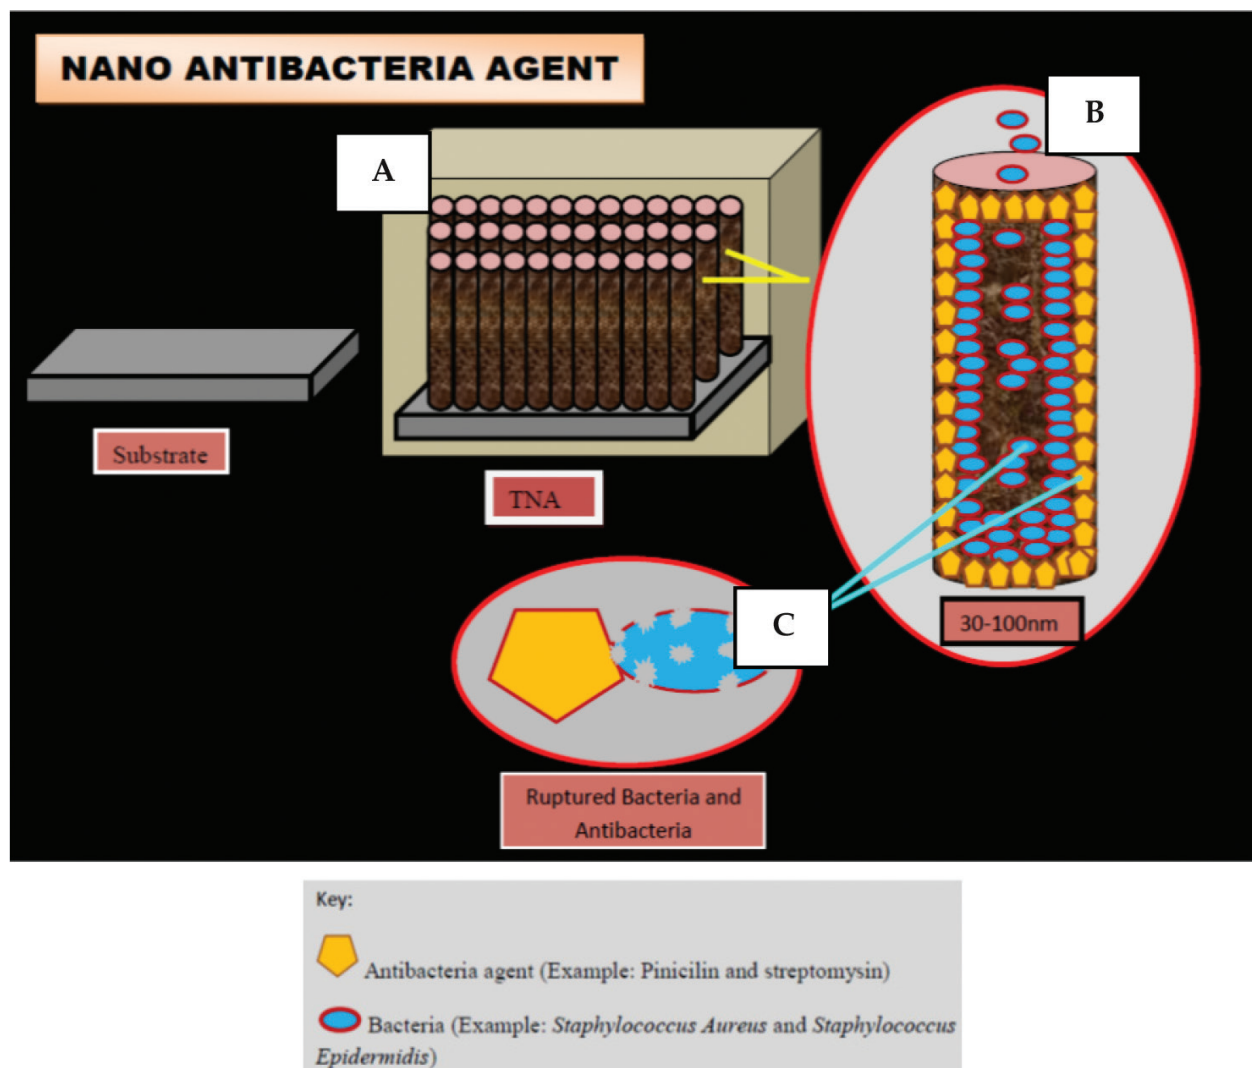 NANO ANTIBACTERIA AGENT
A
B
Substrate
TNA
C
30-100nm
Ruptured Bacteria and
Antibacteria
Key:
Antibacteria agent (Example: Pinicilin and streptomysin)
Bacteria (Example: Staphylococcus Aureus and Staphylococcus
Epidermidis)